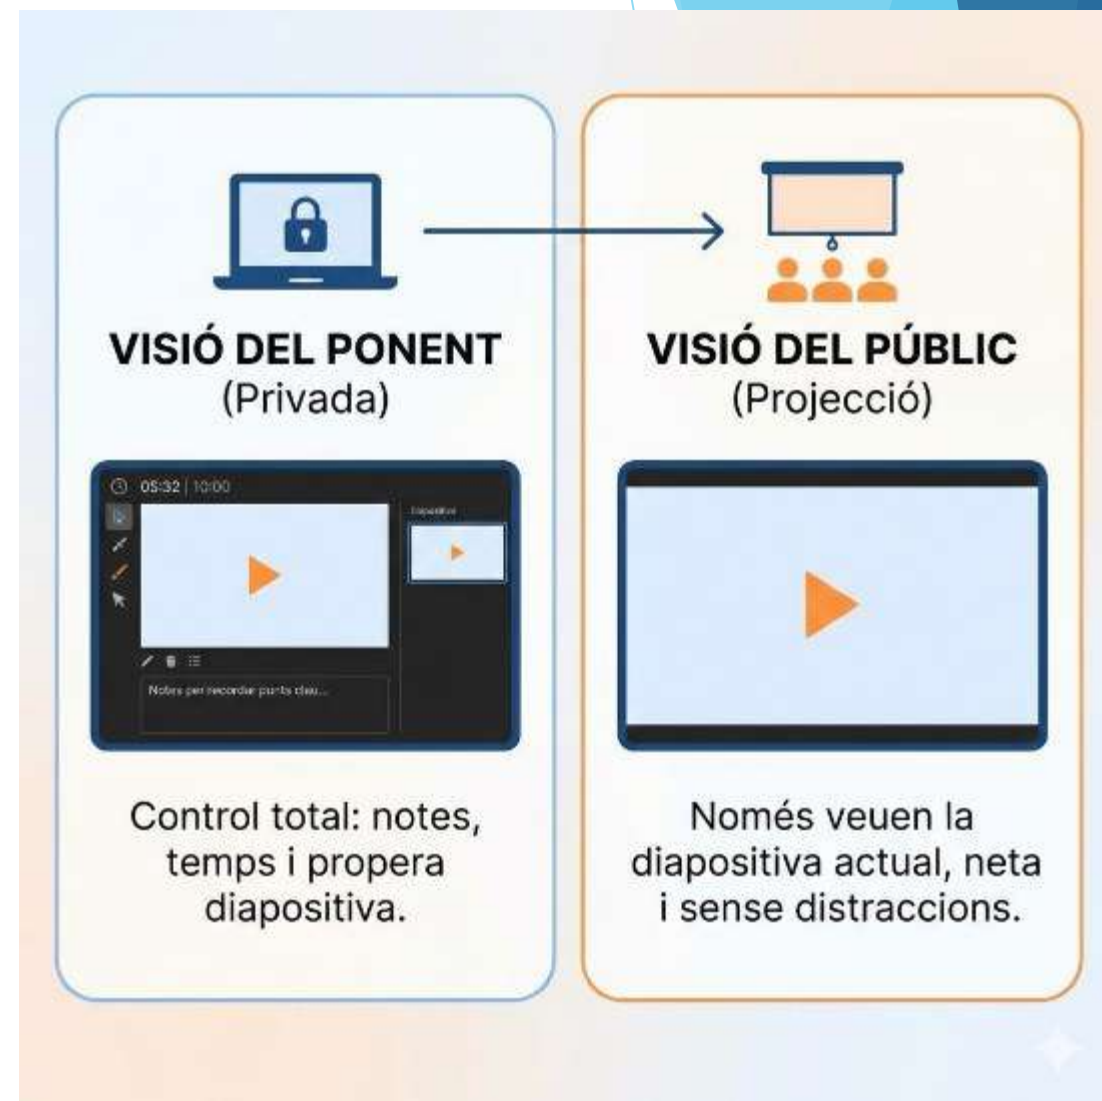 VISIÓ DEL PONENT
(Privada)
05:32 | 10:00
Notes per recordar punts clau...
Control total: notes,
temps i propera
diapositiva.
VISIÓ DEL PÚBLIC
(Projecció)
Només veuen la
diapositiva actual, neta
i sense distraccions.